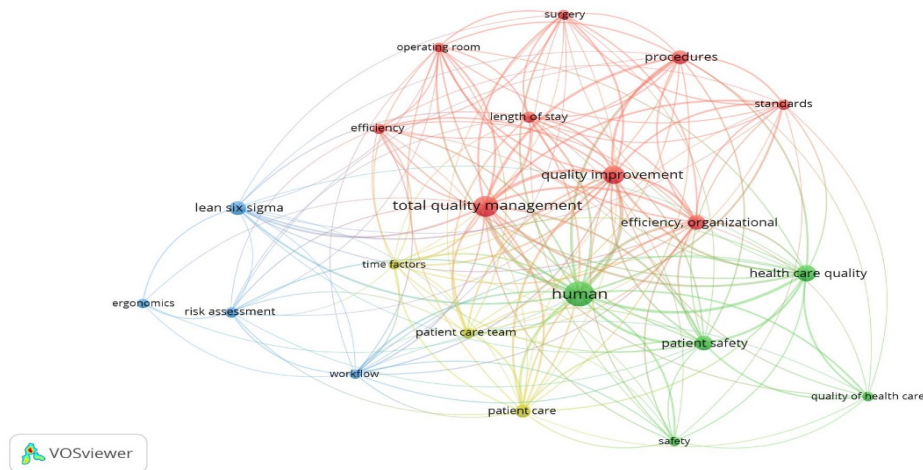 surgery
operating room
procedures
standards
length of stay
efficiency
quality improvement
total quality management
lean six sigma
efficiency, organizational
time factors
health care quality
human
ergonomics
risk assessment
patient care team
patient safety
workflow
quality of health care
patient care
safety
VOSviewer